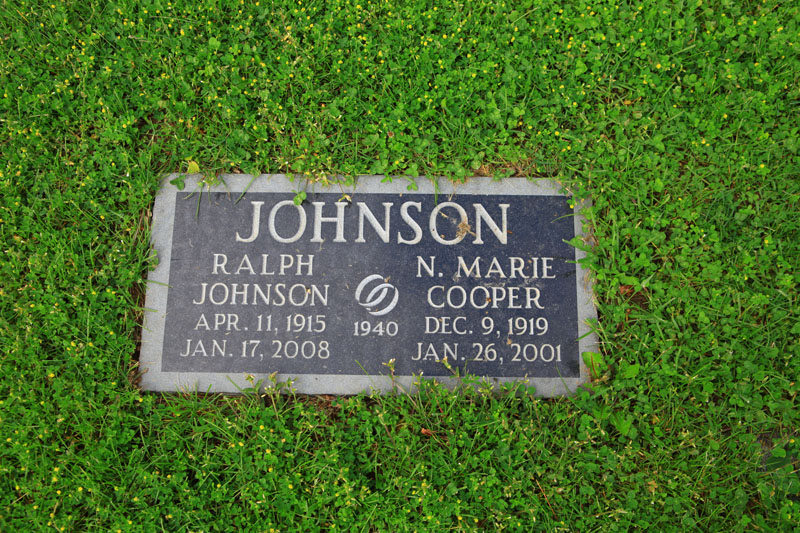 JOHNSON
RALPH
JOHNSON
APR. 11, 1915
JAN. 17, 2008
1940
N. MARIE
COOPER
DEC. 9, 1919
JAN. 26, 2001